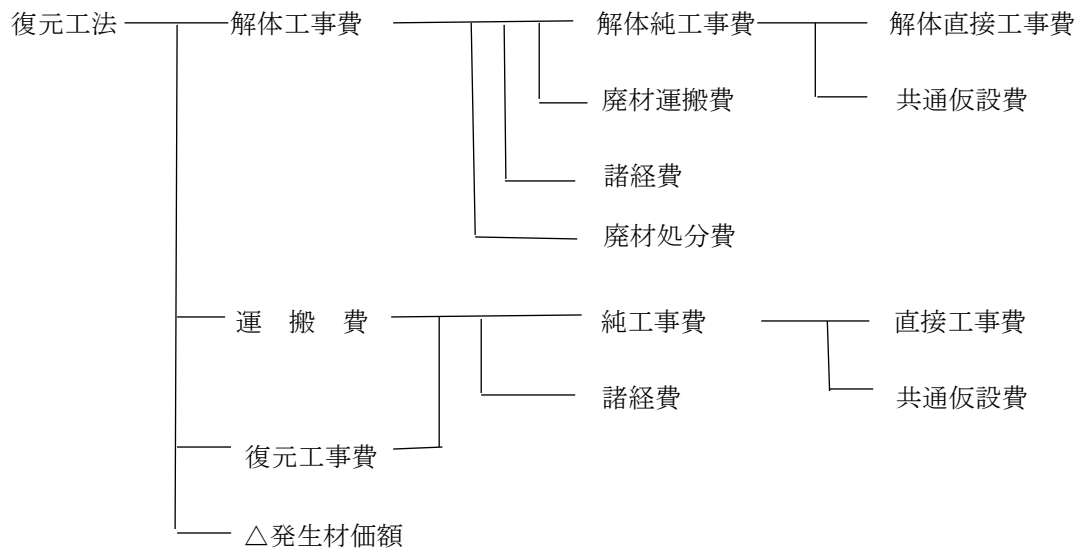 復元工法 解体工事費 解体純工事費 解体直接工事費
廃材運搬費 共通仮設費
諸経費
廃材処分費
運　搬　費 純工事費 直接工事費
諸経費 共通仮設費
復元工事費
△発生材価額